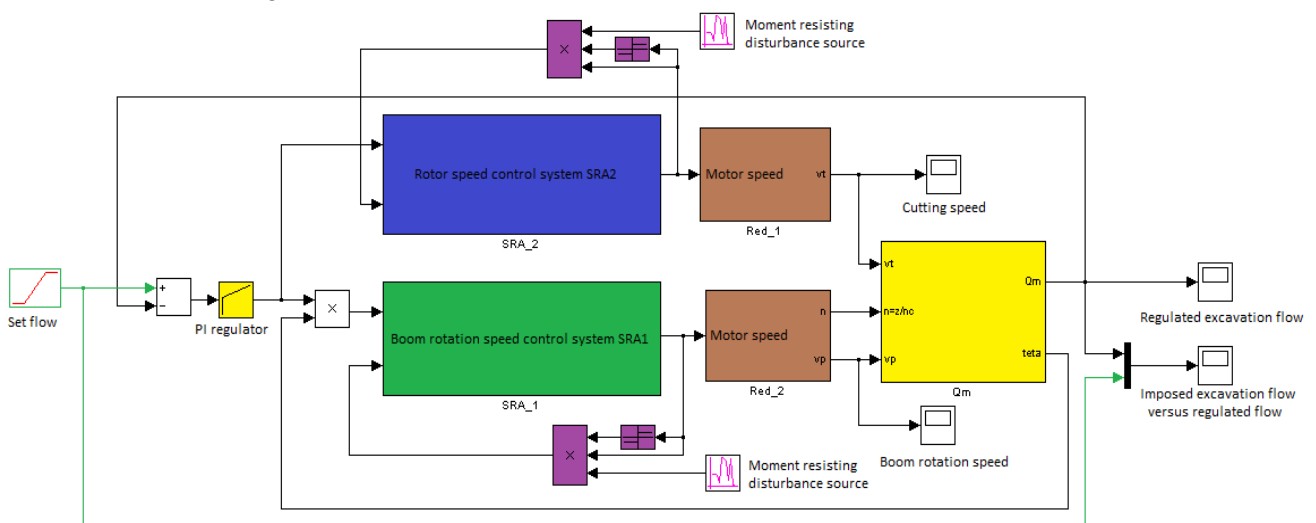 Moment resisting
disturbance source
×
Rotor speed control system SRA2
SRA_2
Motor speed
vt
Red_1
Cutting speed
Set flow
+
−
PI regulator
×
Boom rotation speed control system SRA1
SRA_1
Motor speed
n
vp
Red_2
vt
n=z/nc
vp
Qm
teta
Qm
Regulated excavation flow
Imposed excavation flow
versus regulated flow
Boom rotation speed
×
Moment resisting
disturbance source